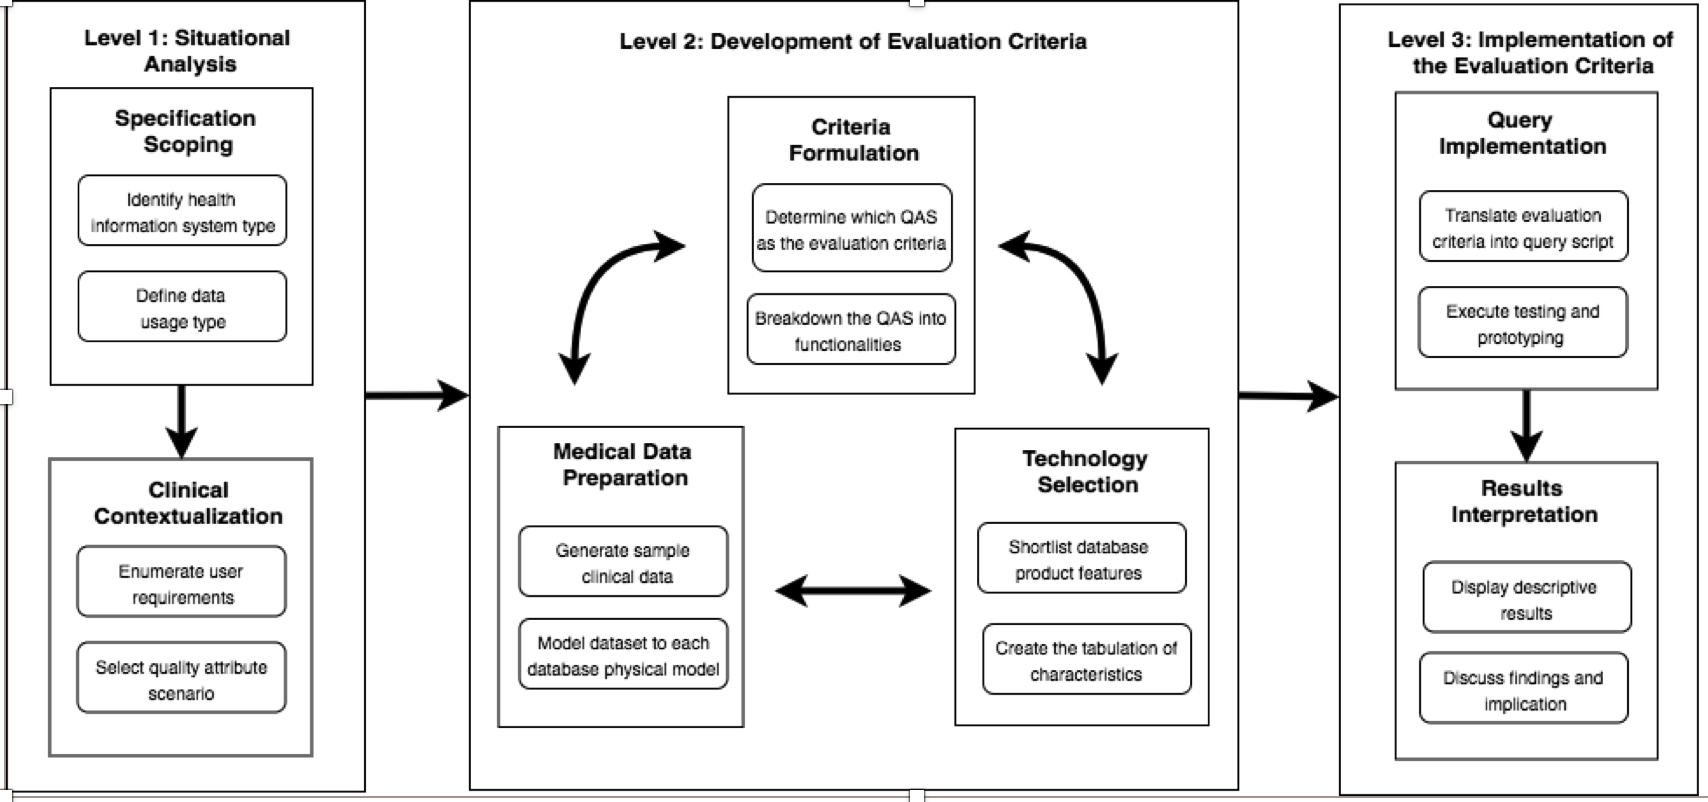 Level 1: Situational
Analysis
Specification
Scoping
Identify health
information system type
Define data
usage type
Clinical
Contextualization
Enumerate user
requirements
Select quality attribute
scenario
Level 2: Development of Evaluation Criteria
Criteria
Formulation
Determine which QAS
as the evaluation criteria
Breakdown the QAS into
functionalities
Medical Data
Preparation
Generate sample
clinical data
Model dataset to each
database physical model
Technology
Selection
Shortlist database
product features
Create the tabulation of
characteristics
Level 3: Implementation of
the Evaluation Criteria
Query
Implementation
Translate evaluation
criteria into query script
Execute testing and
prototyping
Results
Interpretation
Display descriptive
results
Discuss findings and
implication